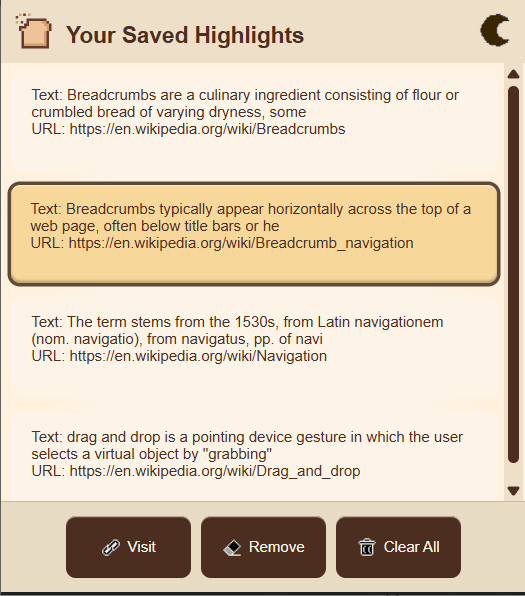 Your Saved Highlights
Text: Breadcrumbs are a culinary ingredient consisting of flour or
crumbled bread of varying dryness, some
URL: https://en.wikipedia.org/wiki/Breadcrumbs
Text: Breadcrumbs typically appear horizontally across the top of a
web page, often below title bars or he
URL: https://en.wikipedia.org/wiki/Breadcrumb_navigation
Text: The term stems from the 1530s, from Latin navigationem
(nom. navigatio), from navigatus, pp. of navi
URL: https://en.wikipedia.org/wiki/Navigation
Text: drag and drop is a pointing device gesture in which the user
selects a virtual object by "grabbing"
URL: https://en.wikipedia.org/wiki/Drag_and_drop
Visit
Remove
Clear All